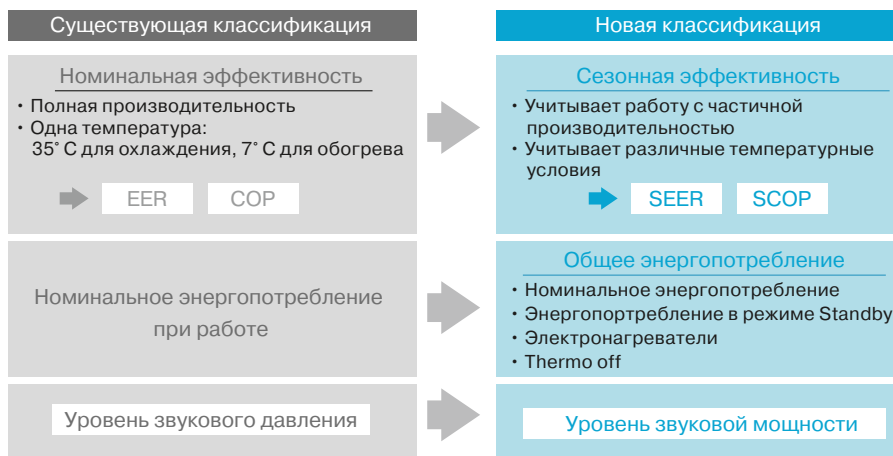 Существующая классификация
Новая классификация
Номинальная эффективность
• Полная производительность
• Одна температура:
35° C для охлаждения, 7° C для обогрева
EER COP
Сезонная эффективность
• Учитывает работу с частичной
производительностью
• Учитывает различные температурные
условия
SEER SCOP
Номинальное энергопотребление
при работе
Общее энергопотребление
• Номинальное энергопотребление
• Энергопортребление в режиме Standby
• Электронагреватели
• Thermo off
Уровень звукового давления
Уровень звуковой мощности